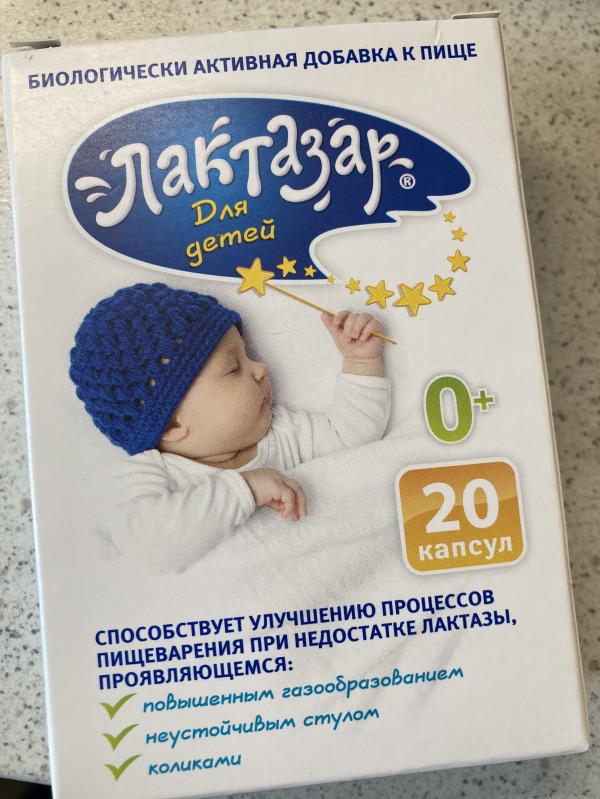 БИОЛОГИЧЕСКИ АКТИВНАЯ ДОБАВКА К ПИЩЕ
Лактазар®
Для
детей
0+
20
капсул
СПОСОБСТВУЕТ УЛУЧШЕНИЮ ПРОЦЕССОВ
ПИЩЕВАРЕНИЯ ПРИ НЕДОСТАТКЕ ЛАКТАЗЫ,
ПРОЯВЛЯЮЩЕМСЯ:
повышенным газообразованием
неустойчивым стулом
коликами